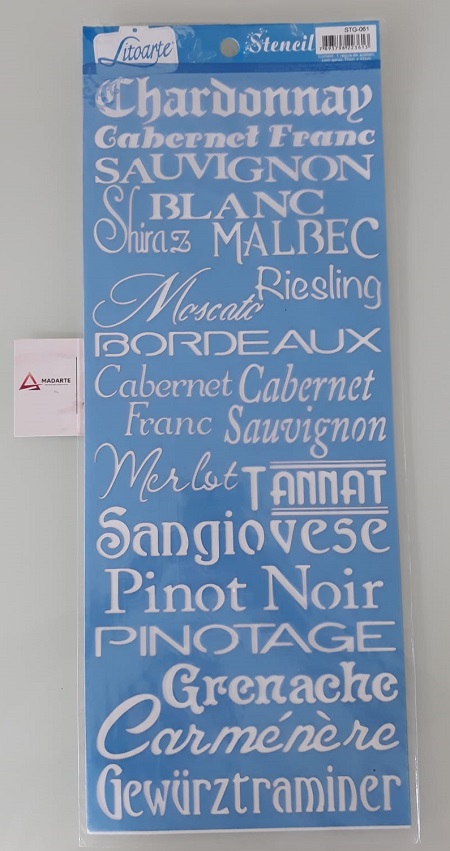 Litoarte
Stencil
STG-061
Chardonnay
Cabernet Franc
SAUVIGNON
BLANC
Shiraz MALBEC
Riesling
Moscato
BORDEAUX
Cabernet Cabernet
Franc Sauvignon
Merlot TANNAT
Sangiovese
Pinot Noir
PINOTAGE
Grenache
Carménère
Gewürztraminer
MADARTE